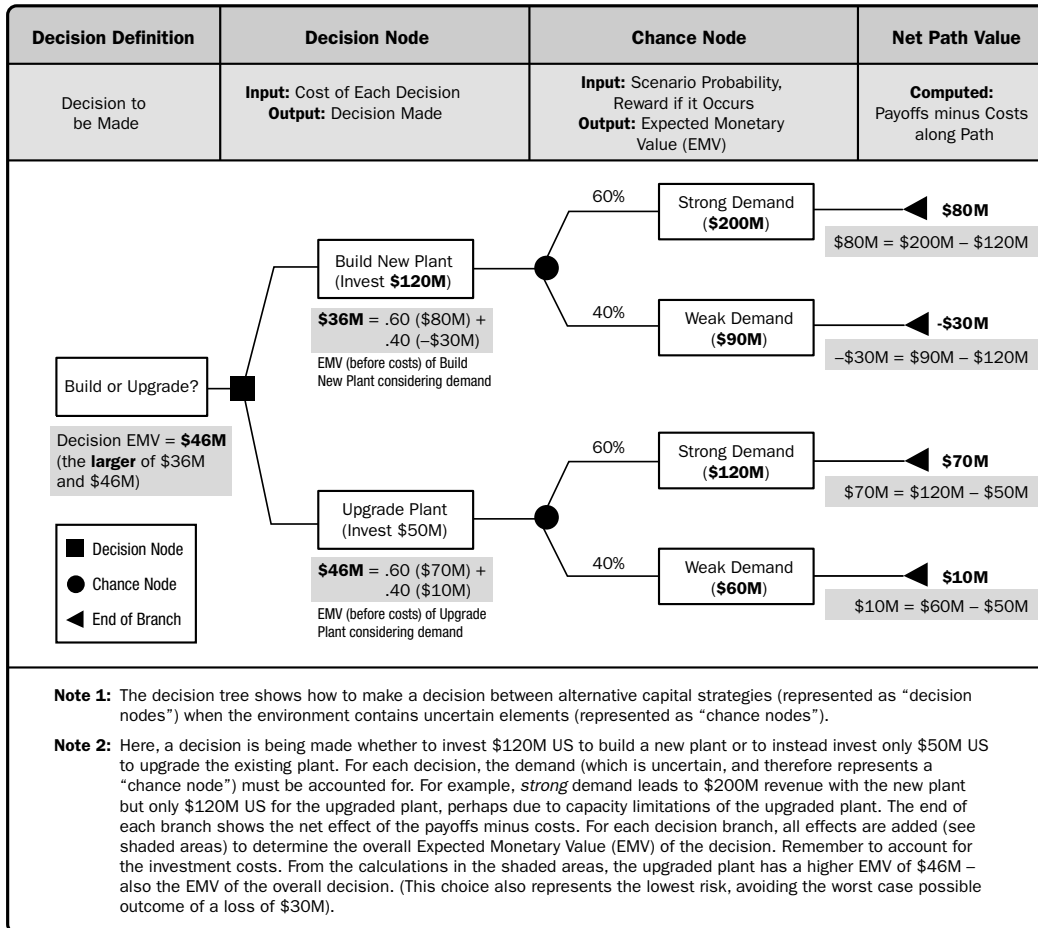 Decision Definition
Decision Node
Chance Node
Net Path Value
Decision to
be Made
Input: Cost of Each Decision
Output: Decision Made
Input: Scenario Probability,
Reward if it Occurs
Output: Expected Monetary
Value (EMV)
Computed:
Payoffs minus Costs
along Path
Build or Upgrade?
Decision EMV = $46M
(the larger of $36M
and $46M)
Build New Plant
(Invest $120M)
$36M = .60 ($80M) +
.40 (–$30M)
EMV (before costs) of Build
New Plant considering demand
60%
Strong Demand
($200M)
$80M
$80M = $200M – $120M
40%
Weak Demand
($90M)
-$30M
–$30M = $90M – $120M
Upgrade Plant
(Invest $50M)
$46M = .60 ($70M) +
.40 ($10M)
EMV (before costs) of Upgrade
Plant considering demand
60%
Strong Demand
($120M)
$70M
$70M = $120M – $50M
40%
Weak Demand
($60M)
$10M
$10M = $60M – $50M
Decision Node
Chance Node
End of Branch
Note 1: The decision tree shows how to make a decision between alternative capital strategies (represented as “decision
nodes”) when the environment contains uncertain elements (represented as “chance nodes”).
Note 2: Here, a decision is being made whether to invest $120M US to build a new plant or to instead invest only $50M US
to upgrade the existing plant. For each decision, the demand (which is uncertain, and therefore represents a
“chance node”) must be accounted for. For example, strong demand leads to $200M revenue with the new plant
but only $120M US for the upgraded plant, perhaps due to capacity limitations of the upgraded plant. The end of
each branch shows the net effect of the payoffs minus costs. For each decision branch, all effects are added (see
shaded areas) to determine the overall Expected Monetary Value (EMV) of the decision. Remember to account for
the investment costs. From the calculations in the shaded areas, the upgraded plant has a higher EMV of $46M –
also the EMV of the overall decision. (This choice also represents the lowest risk, avoiding the worst case possible
outcome of a loss of $30M).